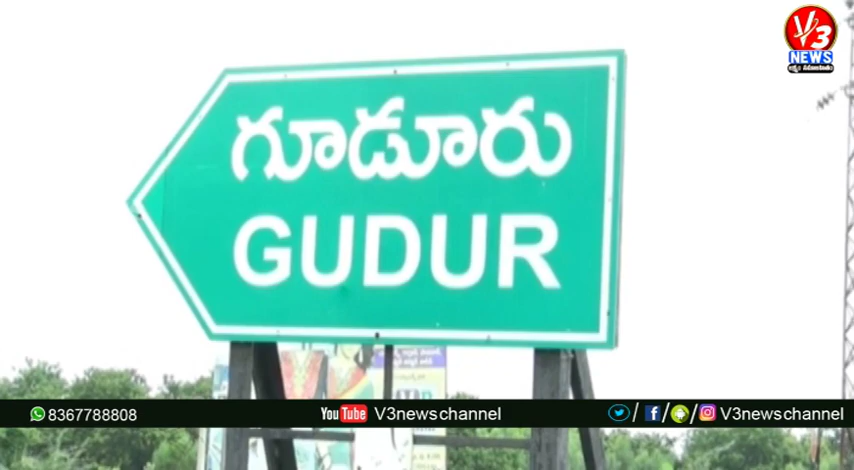 V3
NEWS
గూడూరు
GUDUR
8367788808
YouTube V3newschannel
/ V3newschannel